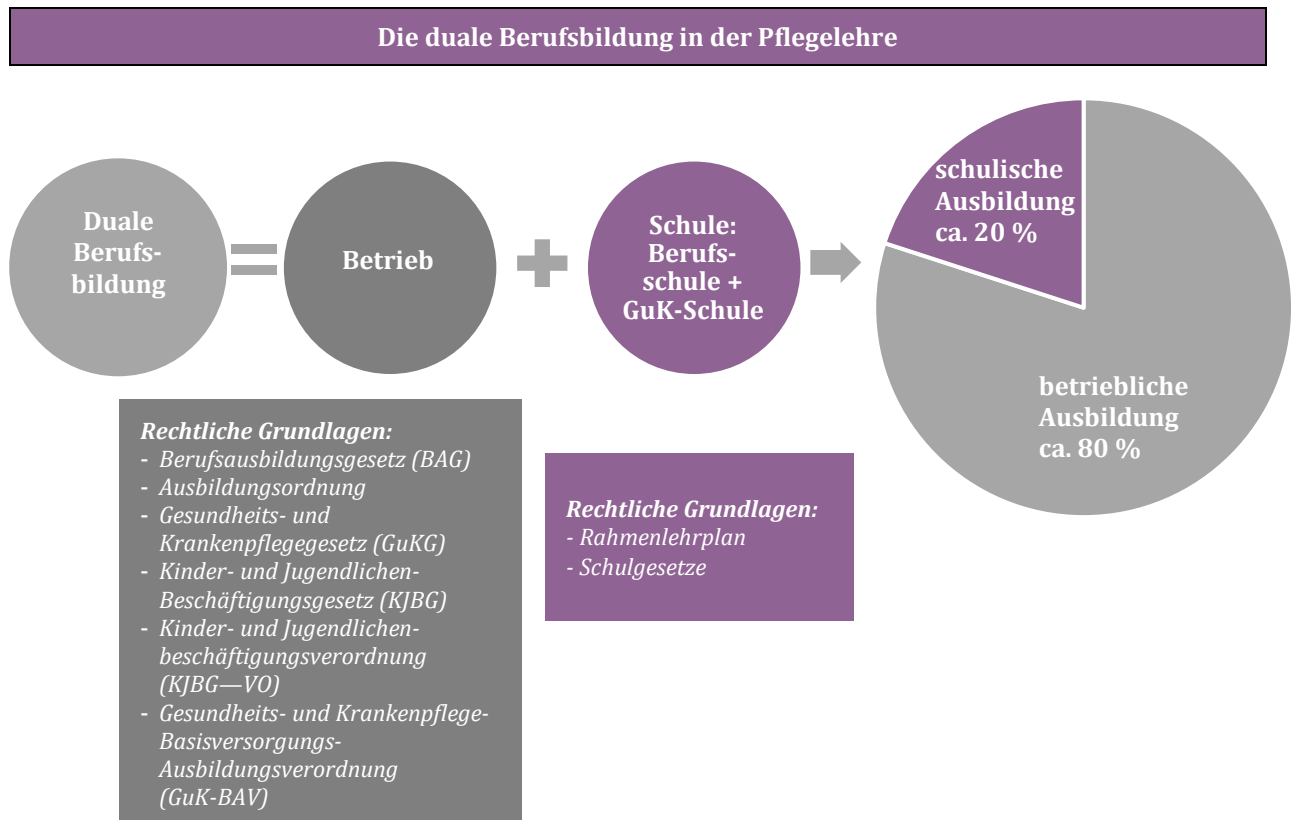 Die duale Berufsbildung in der Pflegelehre
Duale
Berufs-
bildung
Betrieb
Schule:
Berufs-
schule +
GuK-Schule
schulische
Ausbildung
ca. 20 %
betriebliche
Ausbildung
ca. 80 %
Rechtliche Grundlagen:
- Berufsausbildungsgesetz (BAG)
- Ausbildungsordnung
- Gesundheits- und
Krankenpflegegesetz (GuKG)
- Kinder- und Jugendlichen-
Beschäftigungsgesetz (KJBG)
- Kinder- und Jugendlichen-
beschäftigungsverordnung
(KJBG—VO)
- Gesundheits- und Krankenpflege-
Basisversorgungs-
Ausbildungsverordnung
(GuK-BAV)
Rechtliche Grundlagen:
- Rahmenlehrplan
- Schulgesetze